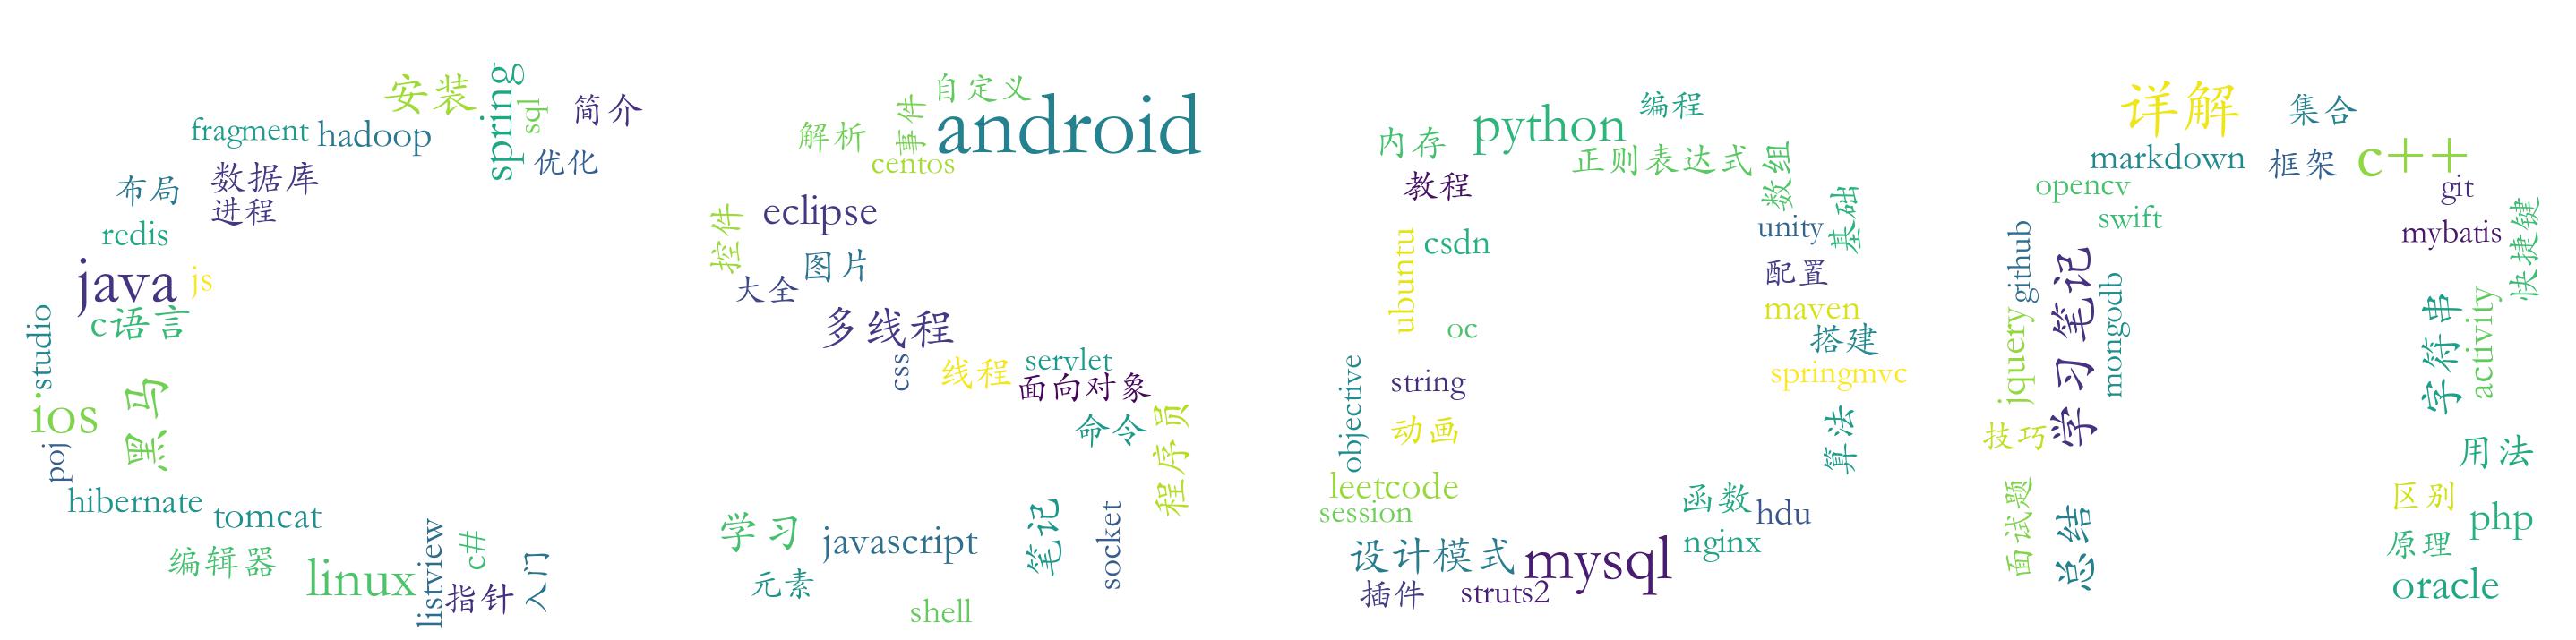 安装
spring
sql
简介
fragment
hadoop
优化
布局
数据库
进程
redis
java
js
c语言
studio
ios
黑马
poj
hibernate
tomcat
编辑器
linux
listview
c#
指针
入门
自定义
事件
解析
android
centos
控件
eclipse
图片
大全
多线程
css
线程
servlet
面向对象
命令
程序员
学习
javascript
笔记
socket
元素
shell
内存
python
编程
正则表达式
数组
教程
基础
unity
ubuntu
csdn
配置
oc
maven
搭建
objective
string
springmvc
动画
算法
leetcode
session
函数
hdu
设计模式
mysql
nginx
插件
struts2
详解
集合
markdown
框架
c++
opencv
git
swift
mybatis
快捷键
github
学习笔记
mongodb
jquery
字符串
activity
技巧
用法
面试题
总结
区别
php
原理
oracle